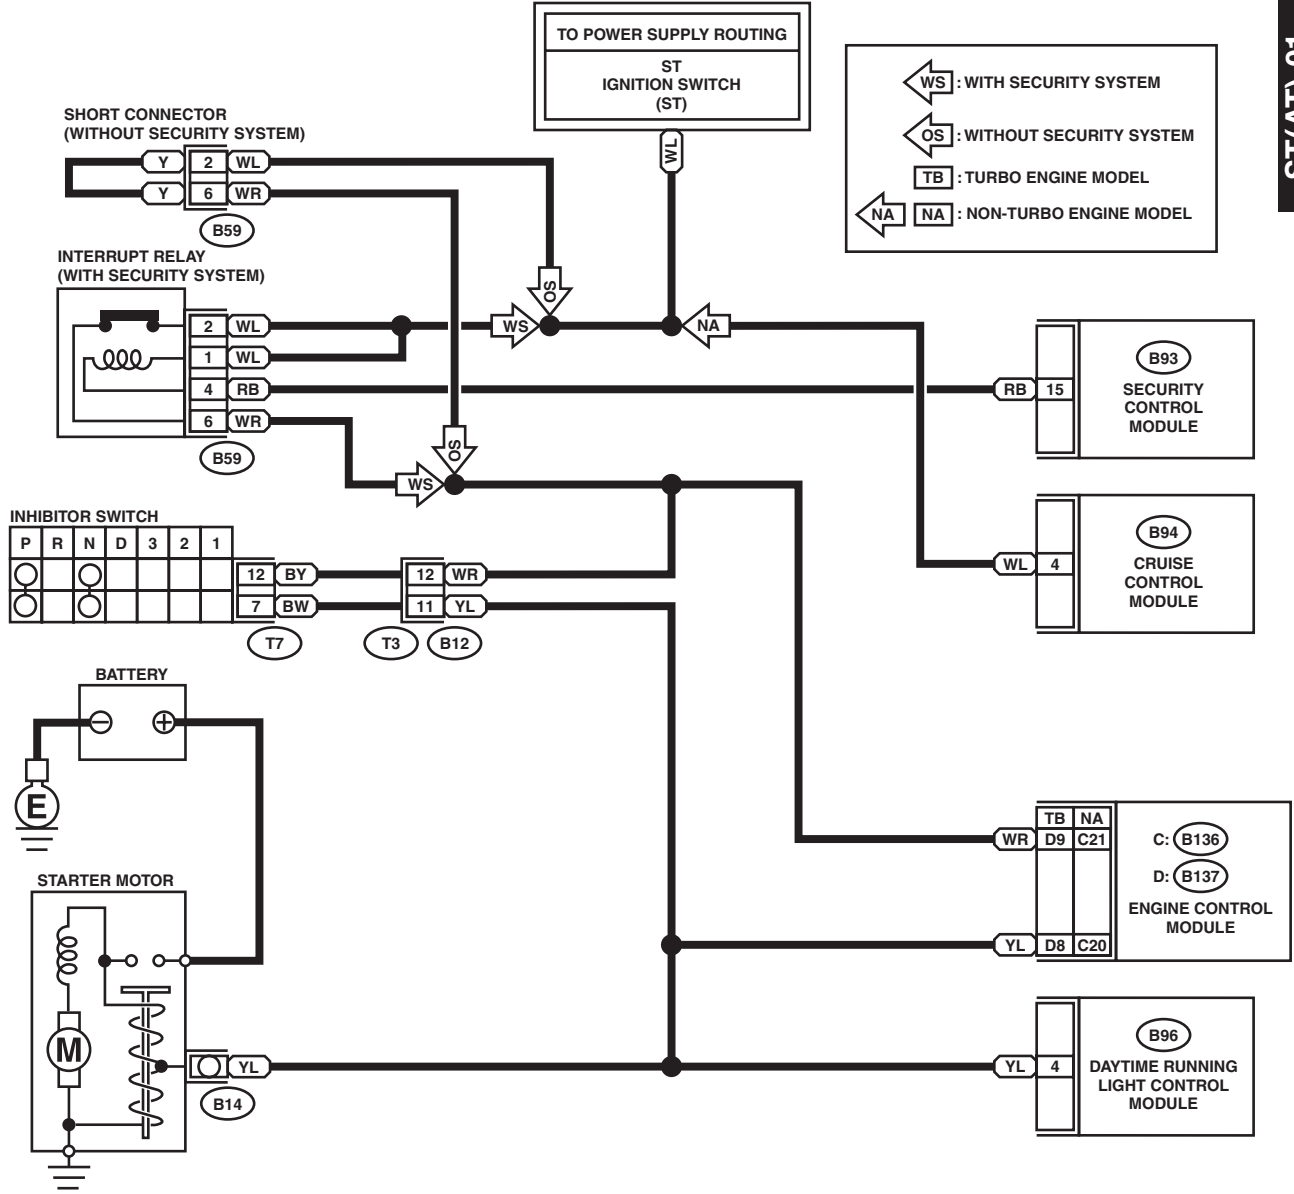 TO POWER SUPPLY ROUTING
ST
IGNITION SWITCH
(ST)
WL
WS : WITH SECURITY SYSTEM
OS : WITHOUT SECURITY SYSTEM
TB : TURBO ENGINE MODEL
NA NA : NON-TURBO ENGINE MODEL
ST(AT)-01
SHORT CONNECTOR
(WITHOUT SECURITY SYSTEM)
Y 2 WL
Y 6 WR
B59
INTERRUPT RELAY
(WITH SECURITY SYSTEM)
2 WL
1 WL
4 RB
6 WR
B59
OS
WS
NA
OS
WS
RB 15
B93
SECURITY
CONTROL
MODULE
WL 4
B94
CRUISE
CONTROL
MODULE
INHIBITOR SWITCH
P R N D 3 2 1
12 BY 12 WR
7 BW 11 YL
T7 T3 B12
BATTERY
− +
E
STARTER MOTOR
M
YL
B14
TB NA
WR D9 C21
YL D8 C20
C: B136
D: B137
ENGINE CONTROL
MODULE
YL 4
B96
DAYTIME RUNNING
LIGHT CONTROL
MODULE